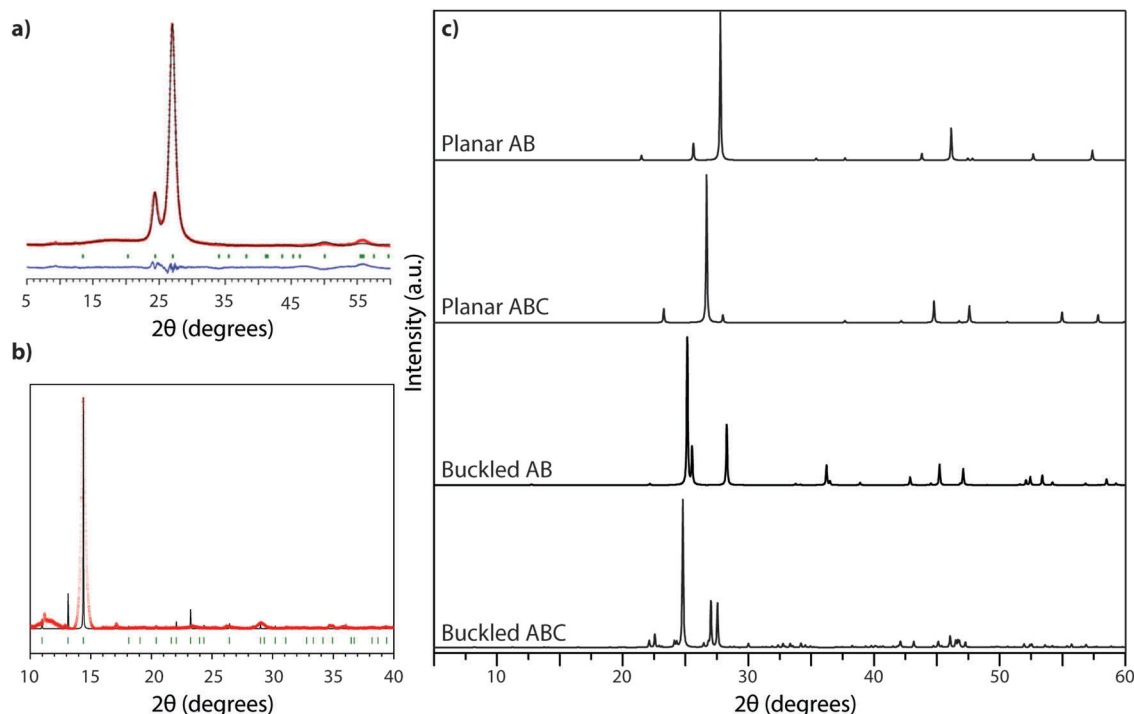 a)
5 15 25 35 45 55
2θ (degrees)
b)
10 15 20 25 30 35 40
2θ (degrees)
c)
Intensity (a.u.)
Planar AB
Planar ABC
Buckled AB
Buckled ABC
10 20 30 40 50 60
2θ (degrees)